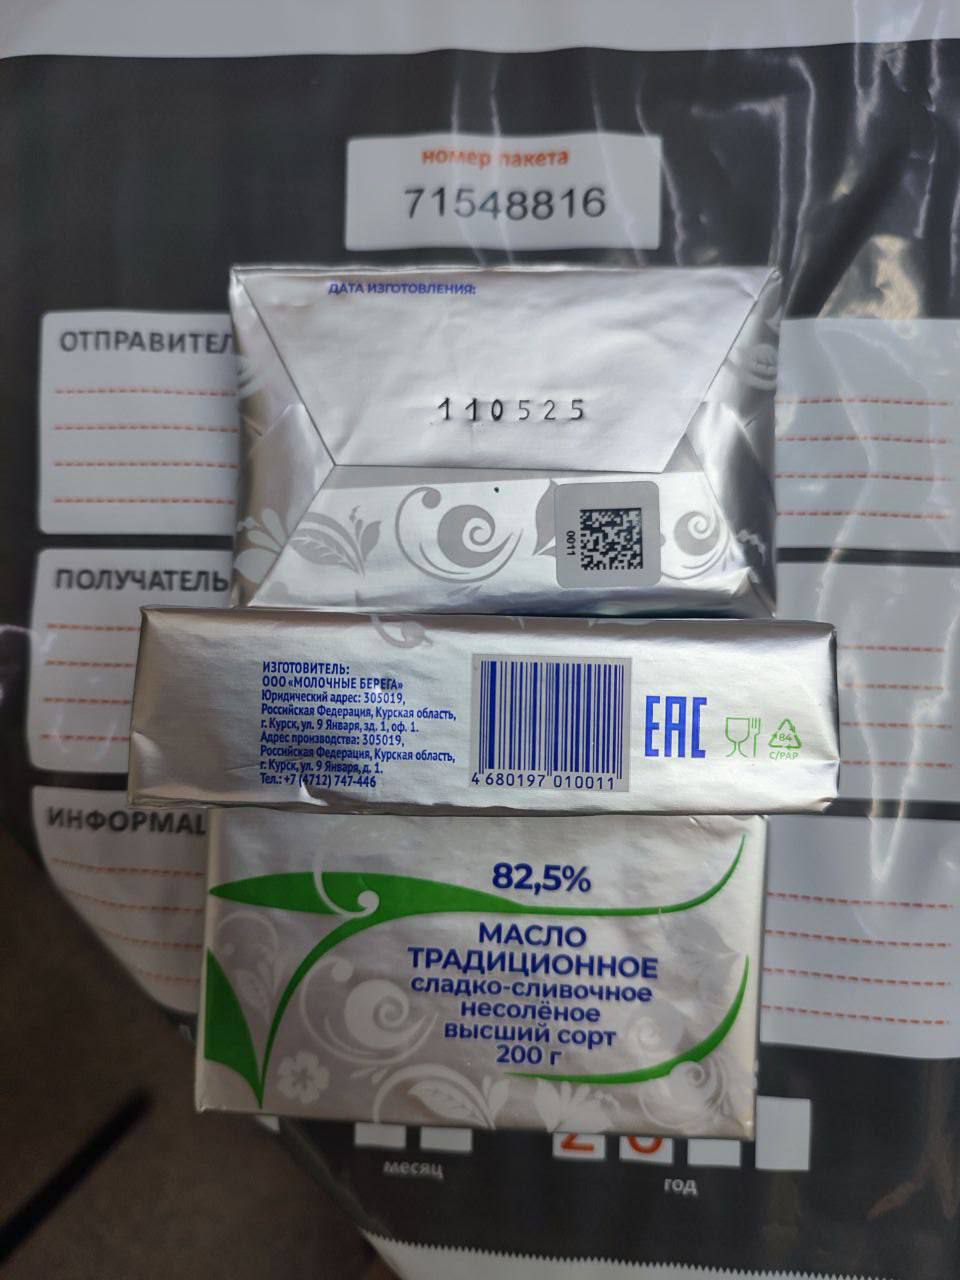 номер пакета
71548816
ДАТА ИЗГОТОВЛЕНИЯ:
ОТПРАВИТЕЛ
110525
0011
ПОЛУЧАТЕЛЬ
ИЗГОТОВИТЕЛЬ:
ООО «МОЛОЧНЫЕ БЕРЕГА»
Юридический адрес: 305019,
Российская Федерация, Курская область,
г. Курск, ул. 9 Января, зд. 1, оф. 1.
Адрес производства: 305019,
Российская Федерация, Курская область,
г. Курск, ул. 9 Января, д. 1.
Тел.: +7 (4712) 747-446
4 680197 010011
EAC
84
C/PAP
ИНФОРМАЦ
82,5%
МАСЛО
ТРАДИЦИОННОЕ
сладко-сливочное
несолёное
высший сорт
200 г
20
месяц
год